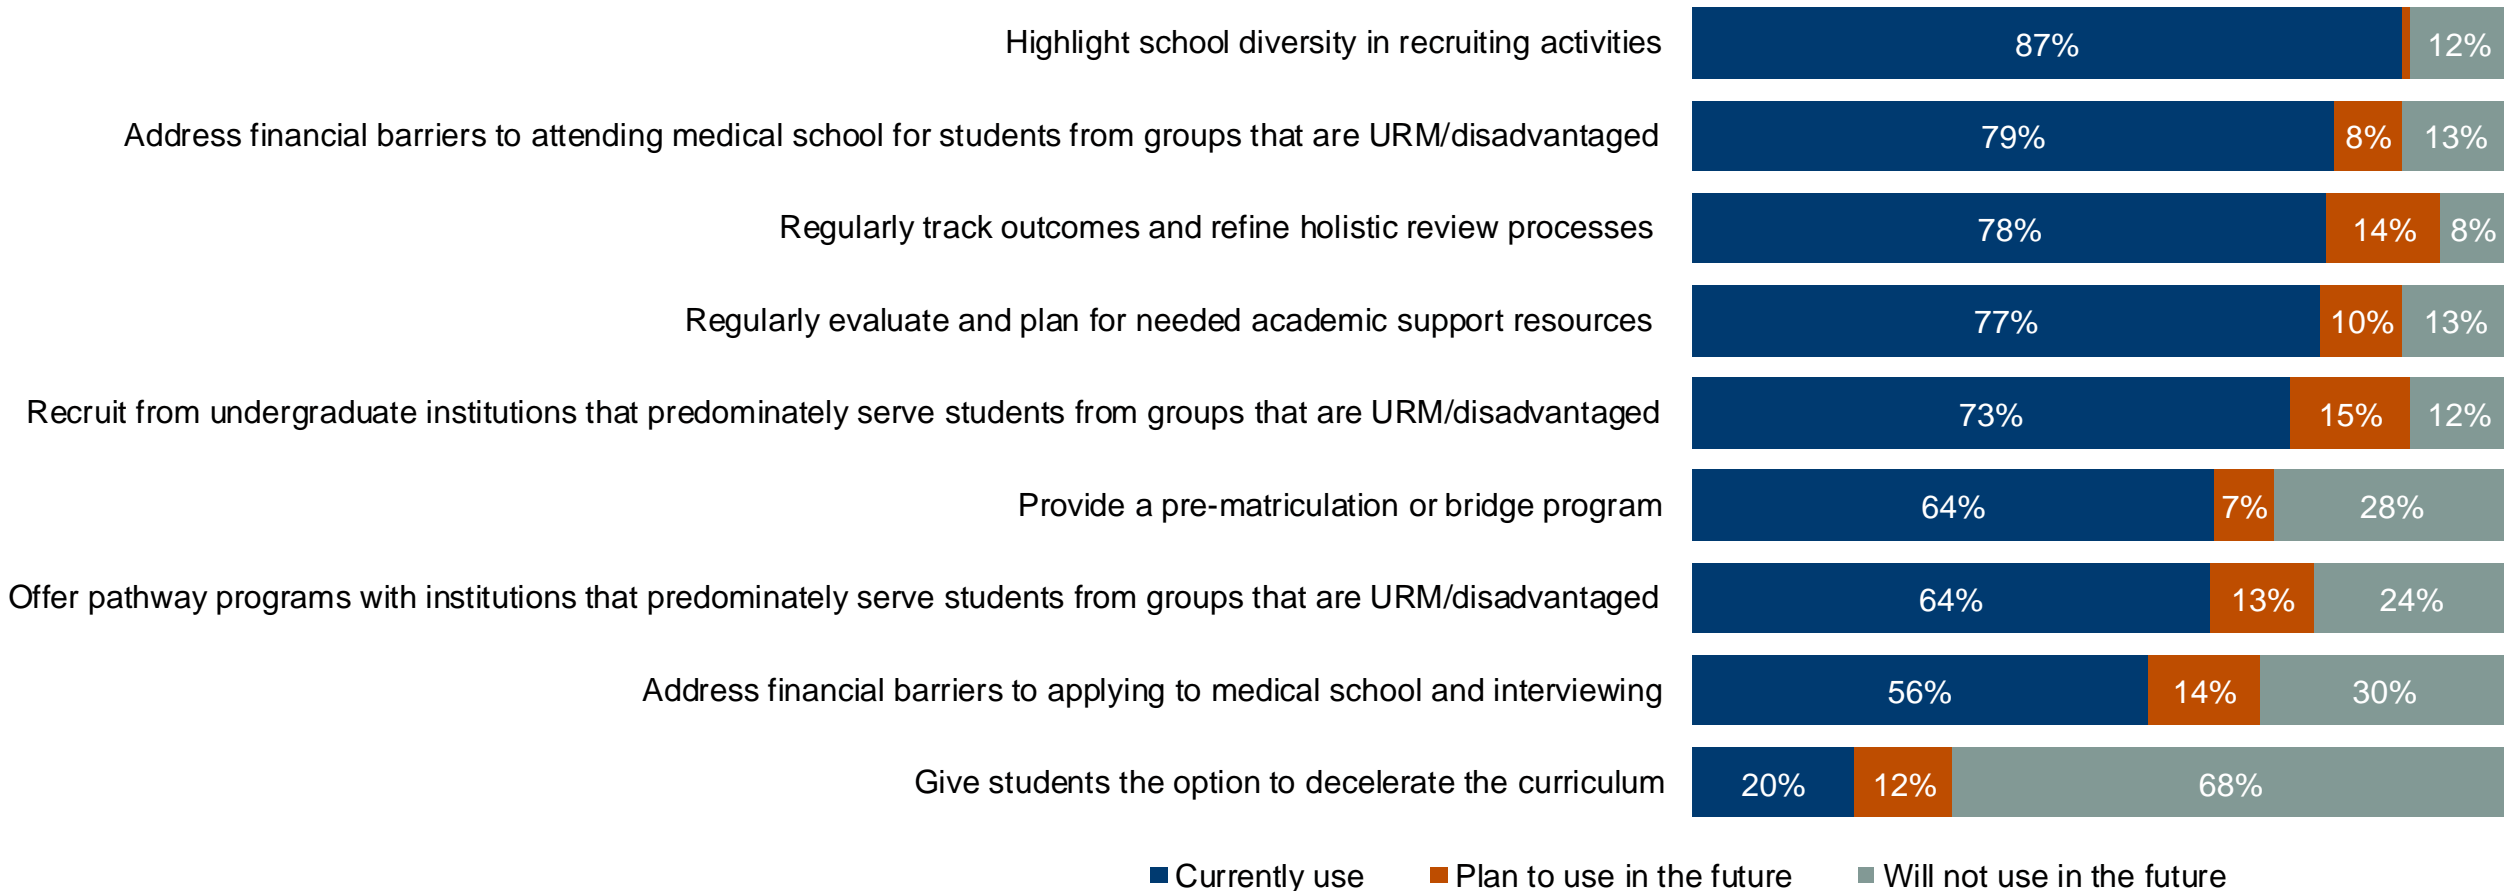 Highlight school diversity in recruiting activities 87% 12%
Address financial barriers to attending medical school for students from groups that are URM/disadvantaged 79% 8% 13%
Regularly track outcomes and refine holistic review processes 78% 14% 8%
Regularly evaluate and plan for needed academic support resources 77% 10% 13%
Recruit from undergraduate institutions that predominately serve students from groups that are URM/disadvantaged 73% 15% 12%
Provide a pre-matriculation or bridge program 64% 7% 28%
Offer pathway programs with institutions that predominately serve students from groups that are URM/disadvantaged 64% 13% 24%
Address financial barriers to applying to medical school and interviewing 56% 14% 30%
Give students the option to decelerate the curriculum 20% 12% 68%
Currently use Plan to use in the future Will not use in the future